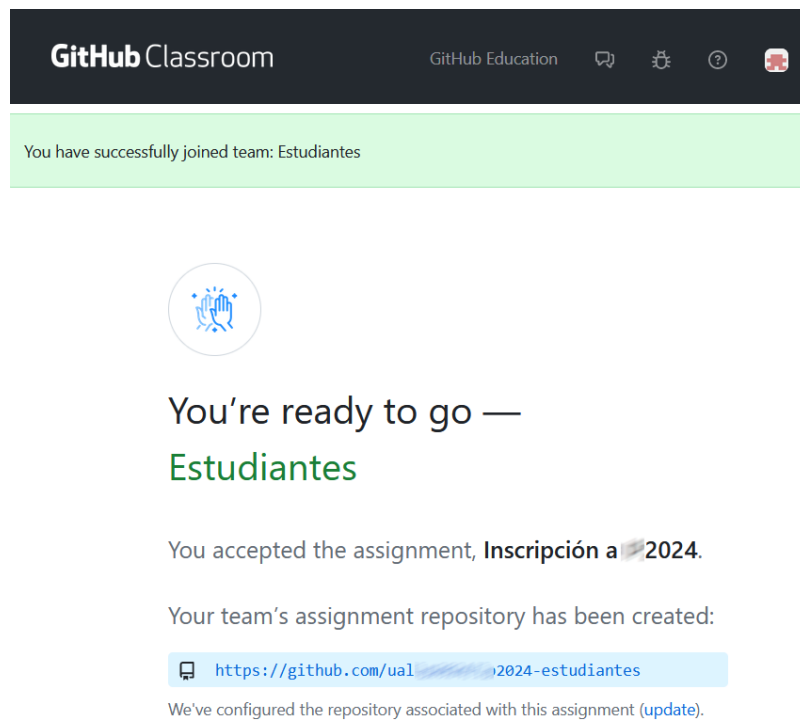 GitHub Classroom
GitHub Education
You have successfully joined team: Estudiantes
You're ready to go —
Estudiantes
You accepted the assignment, Inscripción a 2024.
Your team's assignment repository has been created:
https://github.com/ual 2024-estudiantes
We've configured the repository associated with this assignment (update).